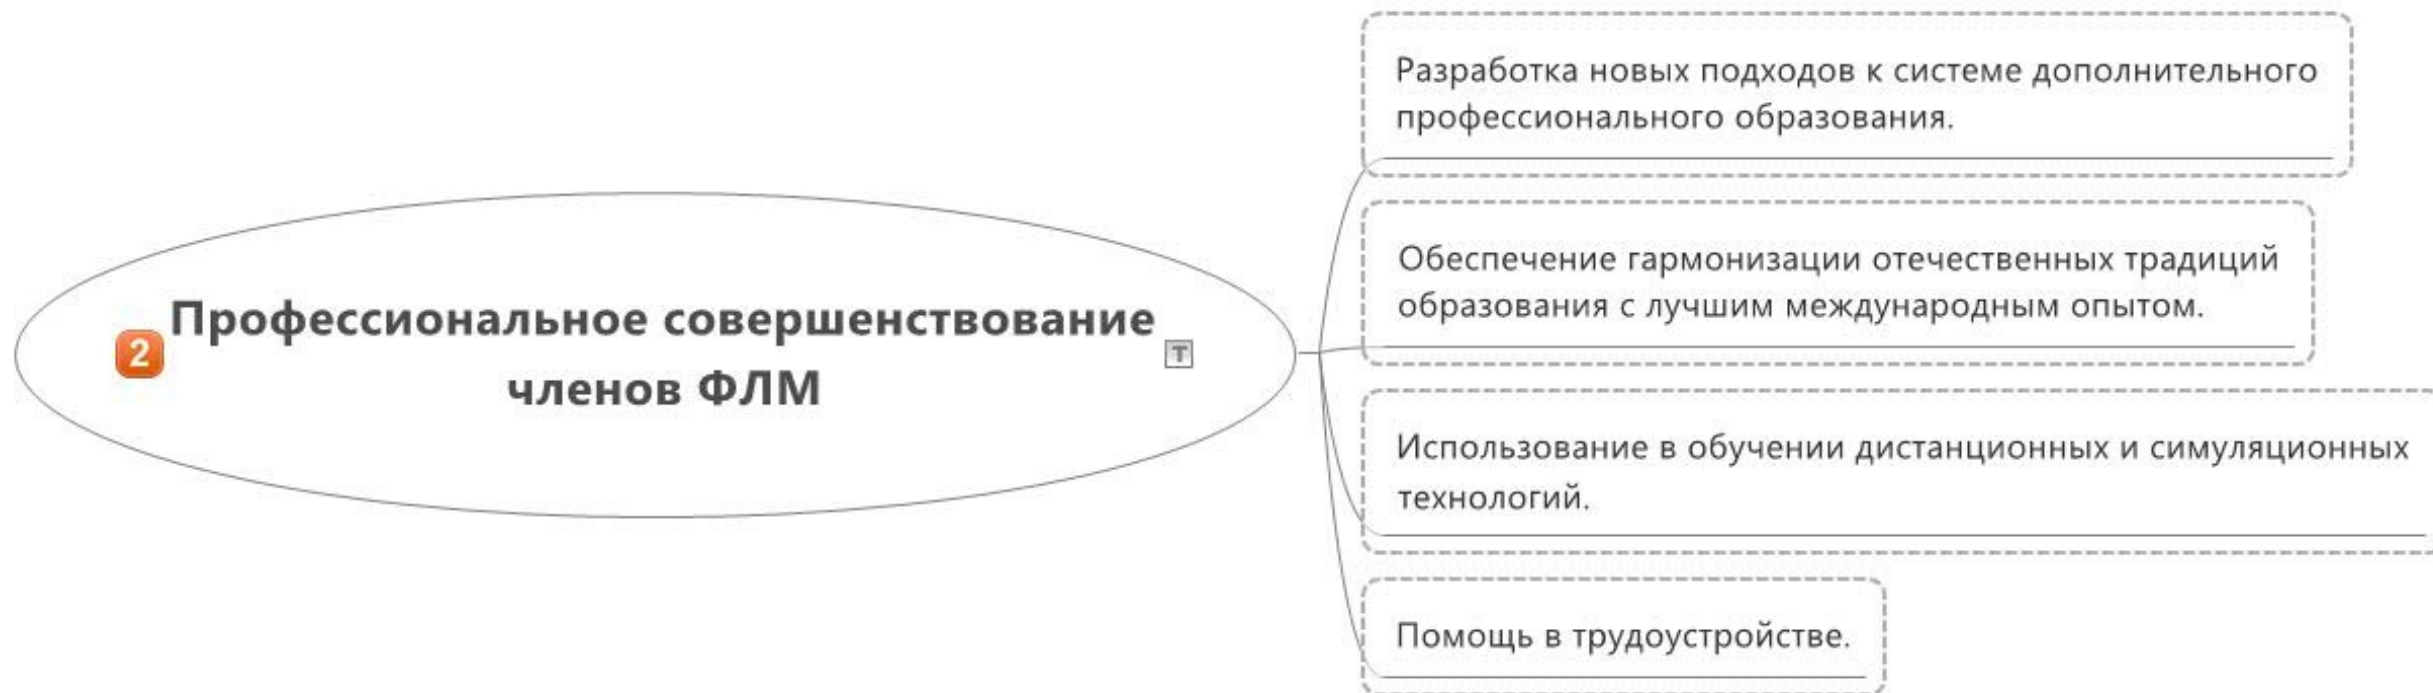 2
Профессиональное совершенствование
членов ФЛМ
T
Разработка новых подходов к системе дополнительного
профессионального образования.
Обеспечение гармонизации отечественных традиций
образования с лучшим международным опытом.
Использование в обучении дистанционных и симуляционных
технологий.
Помощь в трудоустройстве.